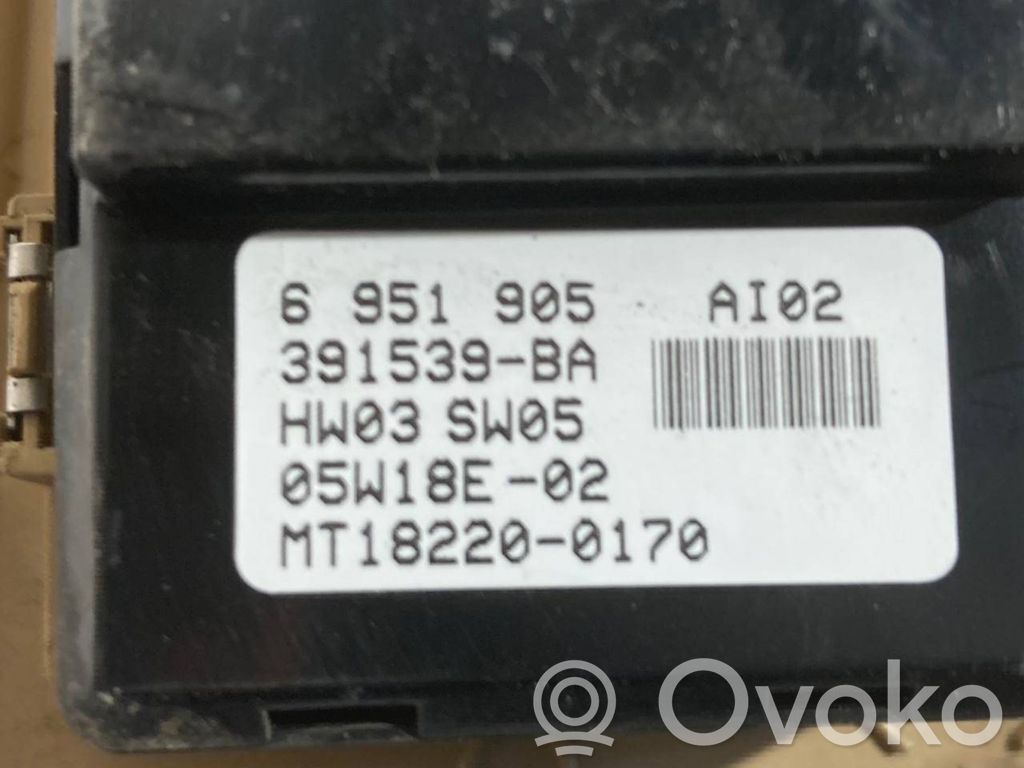 6 951 905 AI02
391539-BA
HW03 SW05
05W18E-02
MT18220-0170
Ovoko